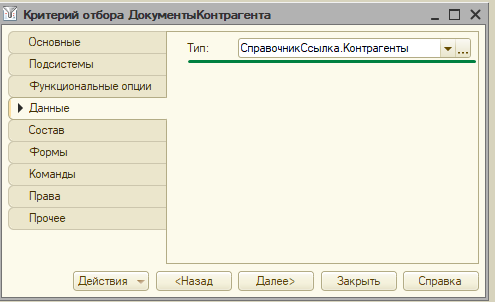 Критерий отбора ДокументыКонтрагента
Основные
Подсистемы
Функциональные опции
Данные
Состав
Формы
Команды
Права
Прочее
Тип: СправочникСсылка.Контрагенты ...
Действия <Назад Далее> Закрыть Справка